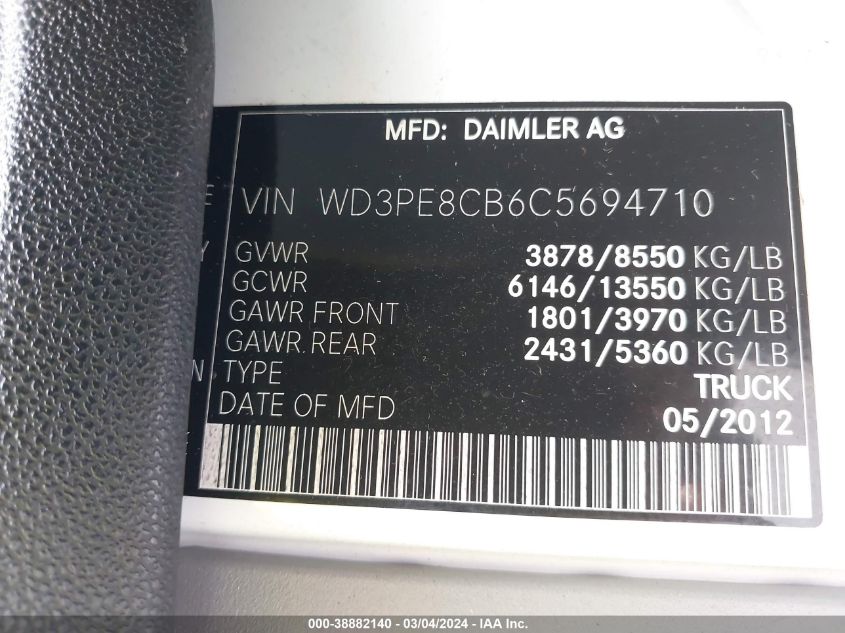 MFD: DAIMLER AG
VIN WD3PE8CB6C5694710
GVWR 3878/8550 KG/LB
GCWR 6146/13550 KG/LB
GAWR FRONT 1801/3970 KG/LB
GAWR REAR 2431/5360 KG/LB
TYPE TRUCK
DATE OF MFD 05/2012
000-38882140 - 03/04/2024 - IAA Inc.